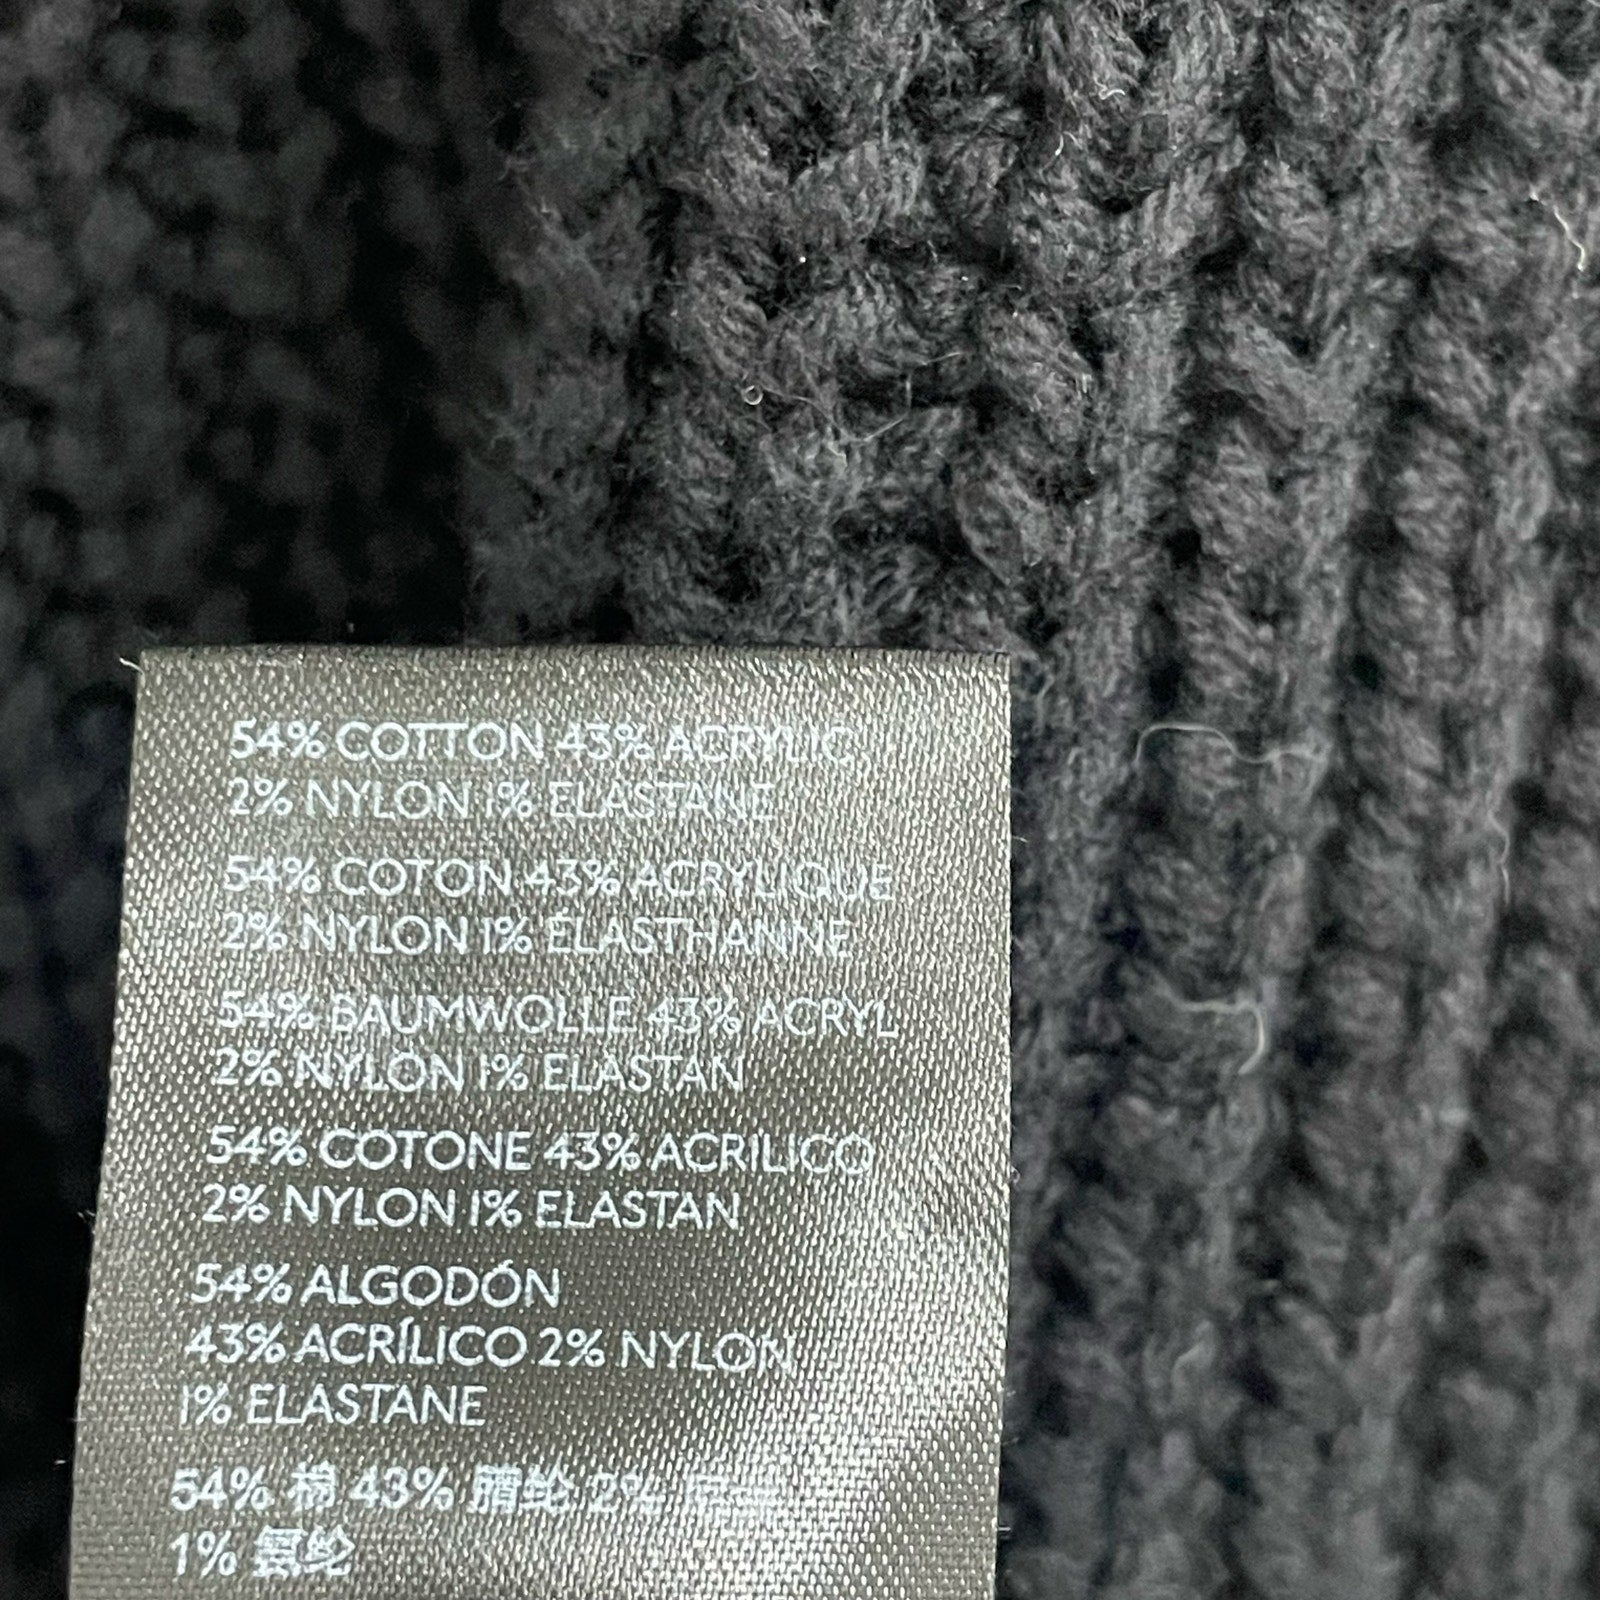 54% COTTON 43% ACRYLIC
2% NYLON 1% ELASTANE
54% COTON 43% ACRYLIQUE
2% NYLON 1% ÉLASTHANNE
54% BAUMWOLLE 43% ACRYL
2% NYLON 1% ELASTAN
54% COTONE 43% ACRILICO
2% NYLON 1% ELASTAN
54% ALGODÓN
43% ACRÍLICO 2% NYLON
1% ELASTANE
54% 棉 43% 腈纶 2%
1% 氨纶